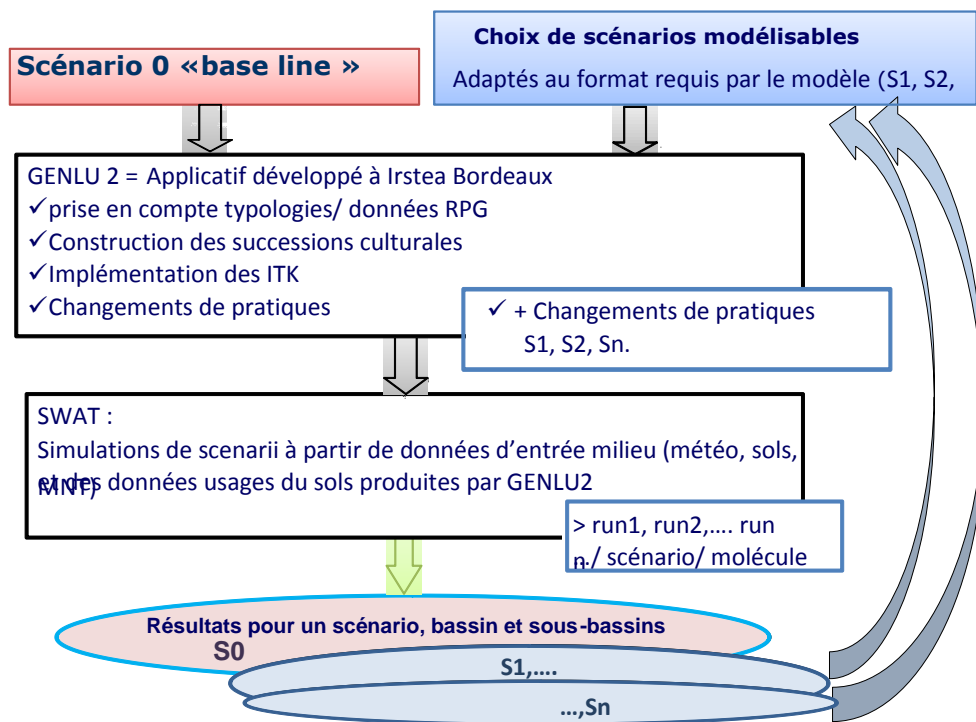 Scénario 0 «base line »
Choix de scénarios modélisables
Adaptés au format requis par le modèle (S1, S2,
GENLU 2 = Applicatif développé à Irstea Bordeaux
✓prise en compte typologies/ données RPG
✓Construction des successions culturales
✓Implémentation des ITK
✓Changements de pratiques
✓ + Changements de pratiques
S1, S2, Sn.
SWAT :
Simulations de scenarii à partir de données d’entrée milieu (météo, sols,
MNT)
et des données usages du sols produites par GENLU2
> run1, run2,.... run
n./ scénario/ molécule
Résultats pour un scénario, bassin et sous-bassins
S0
S1,....
...,Sn